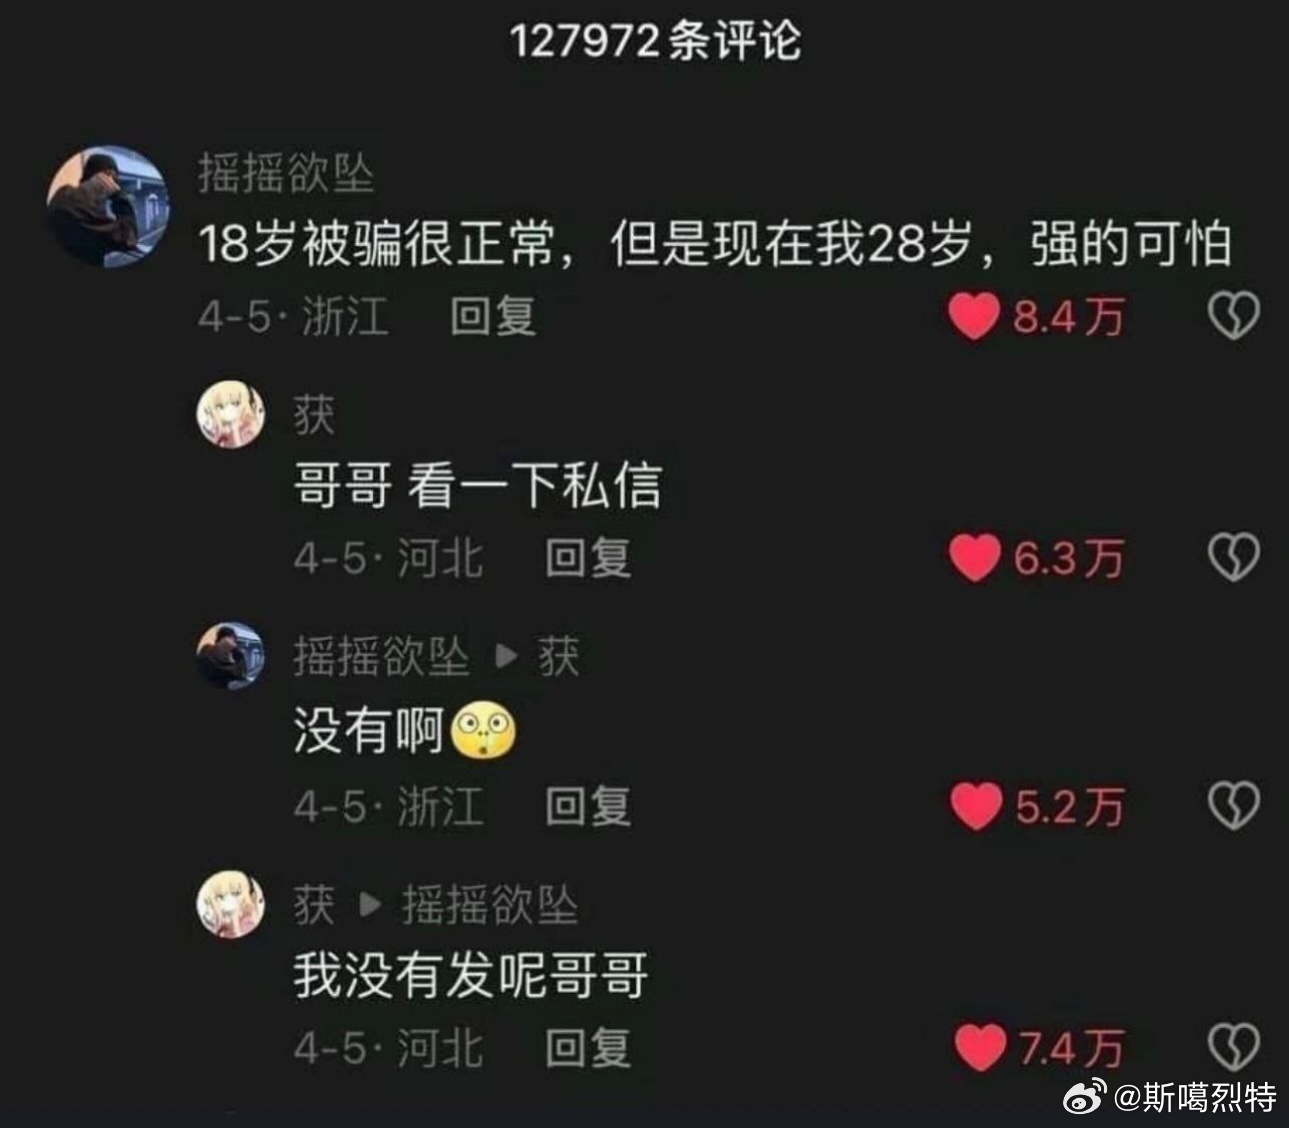 127972条评论
摇摇欲坠
18岁被骗很正常，但是现在我28岁，强的可怕
4-5·浙江 回复 8.4万
获
哥哥 看一下私信
4-5·河北 回复 6.3万
摇摇欲坠 ▶ 获
没有啊
4-5·浙江 回复 5.2万
获 ▶ 摇摇欲坠
我没有发呢哥哥
4-5·河北 回复 7.4万
@斯噶烈特